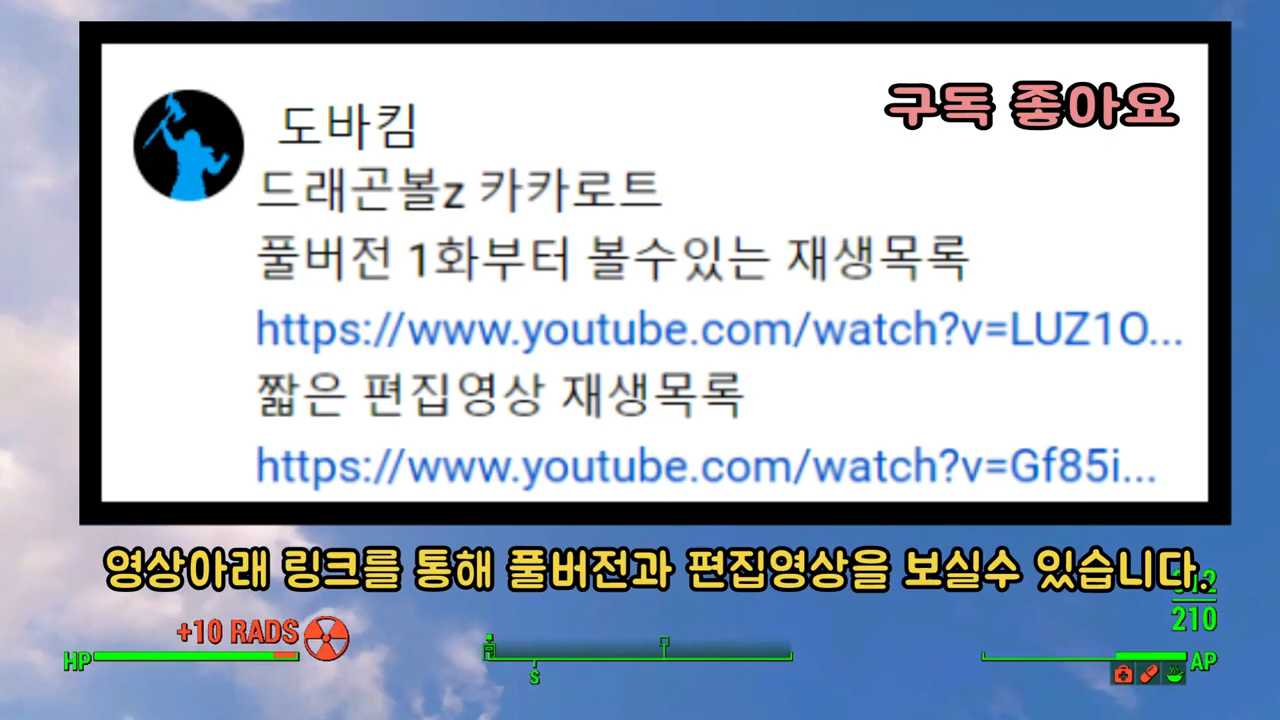 구독 좋아요
도바킴
드래곤볼z 카카로트
풀버전 1화부터 볼수있는 재생목록
https://www.youtube.com/watch?v=LUZ1O...
짧은 편집영상 재생목록
https://www.youtube.com/watch?v=Gf85i...
영상아래 링크를 통해 풀버전과 편집영상을 보실수 있습니다.
210
+10 RADS
HP
S
AP